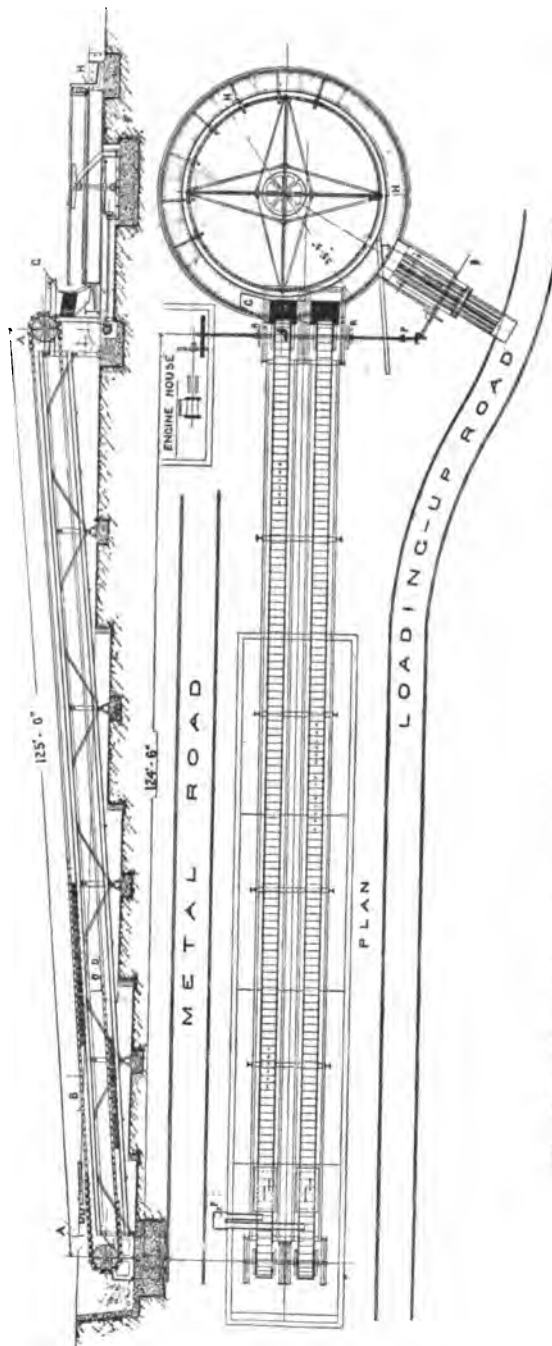 A
B
A
C
H
125'-0"
124'-6"
METAL ROAD
ENGINE HOUSE
H
H
C
F
PLAN
LOADING-UP ROAD